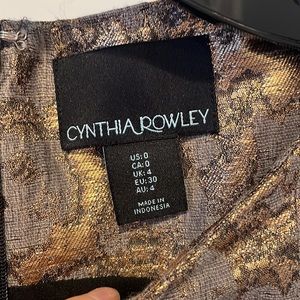 CYNTHIA ROWLEY
US: 0
CA: 0
UK: 4
EU: 30
AU: 4
MADE IN
INDONESIA